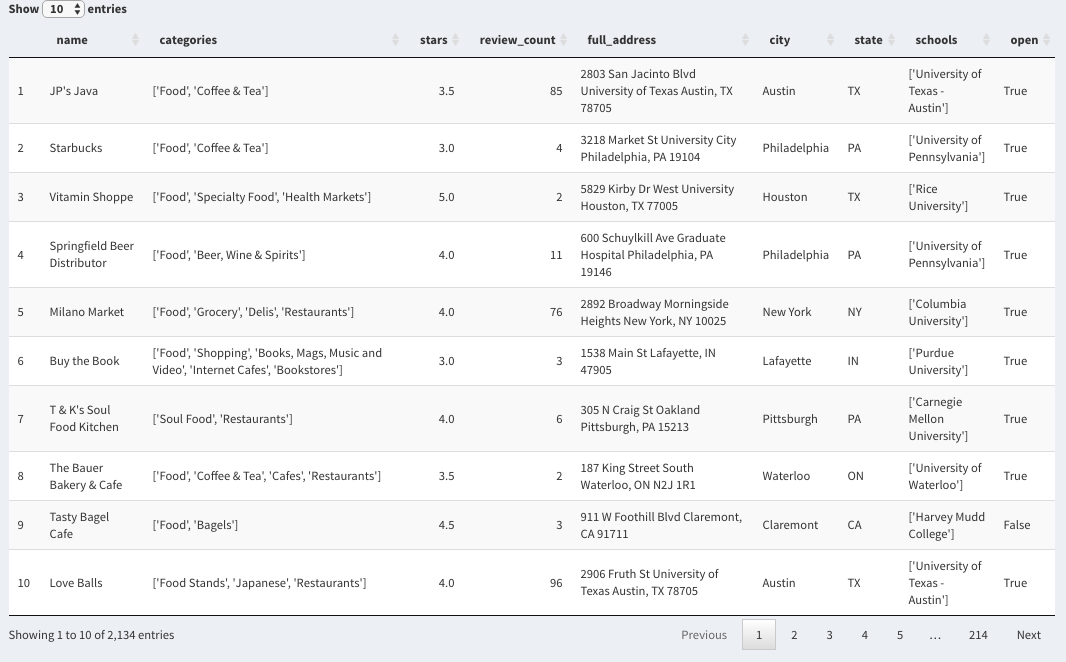 Show 10 entries
name categories stars review_count full_address city state schools open
1 JP's Java ['Food', 'Coffee & Tea'] 3.5 85 2803 San Jacinto Blvd University of Texas Austin, TX 78705 Austin TX ['University of Texas - Austin'] True
2 Starbucks ['Food', 'Coffee & Tea'] 3.0 4 3218 Market St University City Philadelphia, PA 19104 Philadelphia PA ['University of Pennsylvania'] True
3 Vitamin Shoppe ['Food', 'Specialty Food', 'Health Markets'] 5.0 2 5829 Kirby Dr West University Houston, TX 77005 Houston TX ['Rice University'] True
4 Springfield Beer Distributor ['Food', 'Beer, Wine & Spirits'] 4.0 11 600 Schuylkill Ave Graduate Hospital Philadelphia, PA 19146 Philadelphia PA ['University of Pennsylvania'] True
5 Milano Market ['Food', 'Grocery', 'Delis', 'Restaurants'] 4.0 76 2892 Broadway Morningside Heights New York, NY 10025 New York NY ['Columbia University'] True
6 Buy the Book ['Food', 'Shopping', 'Books, Mags, Music and Video', 'Internet Cafes', 'Bookstores'] 3.0 3 1538 Main St Lafayette, IN 47905 Lafayette IN ['Purdue University'] True
7 T & K's Soul Food Kitchen ['Soul Food', 'Restaurants'] 4.0 6 305 N Craig St Oakland Pittsburgh, PA 15213 Pittsburgh PA ['Carnegie Mellon University'] True
8 The Bauer Bakery & Cafe ['Food', 'Coffee & Tea', 'Cafes', 'Restaurants'] 3.5 2 187 King Street South Waterloo, ON N2J 1R1 Waterloo ON ['University of Waterloo'] True
9 Tasty Bagel Cafe ['Food', 'Bagels'] 4.5 3 911 W Foothill Blvd Claremont, CA 91711 Claremont CA ['Harvey Mudd College'] False
10 Love Balls ['Food Stands', 'Japanese', 'Restaurants'] 4.0 96 2906 Fruth St University of Texas Austin, TX 78705 Austin TX ['University of Texas - Austin'] True
Showing 1 to 10 of 2,134 entries Previous 1 2 3 4 5 … 214 Next